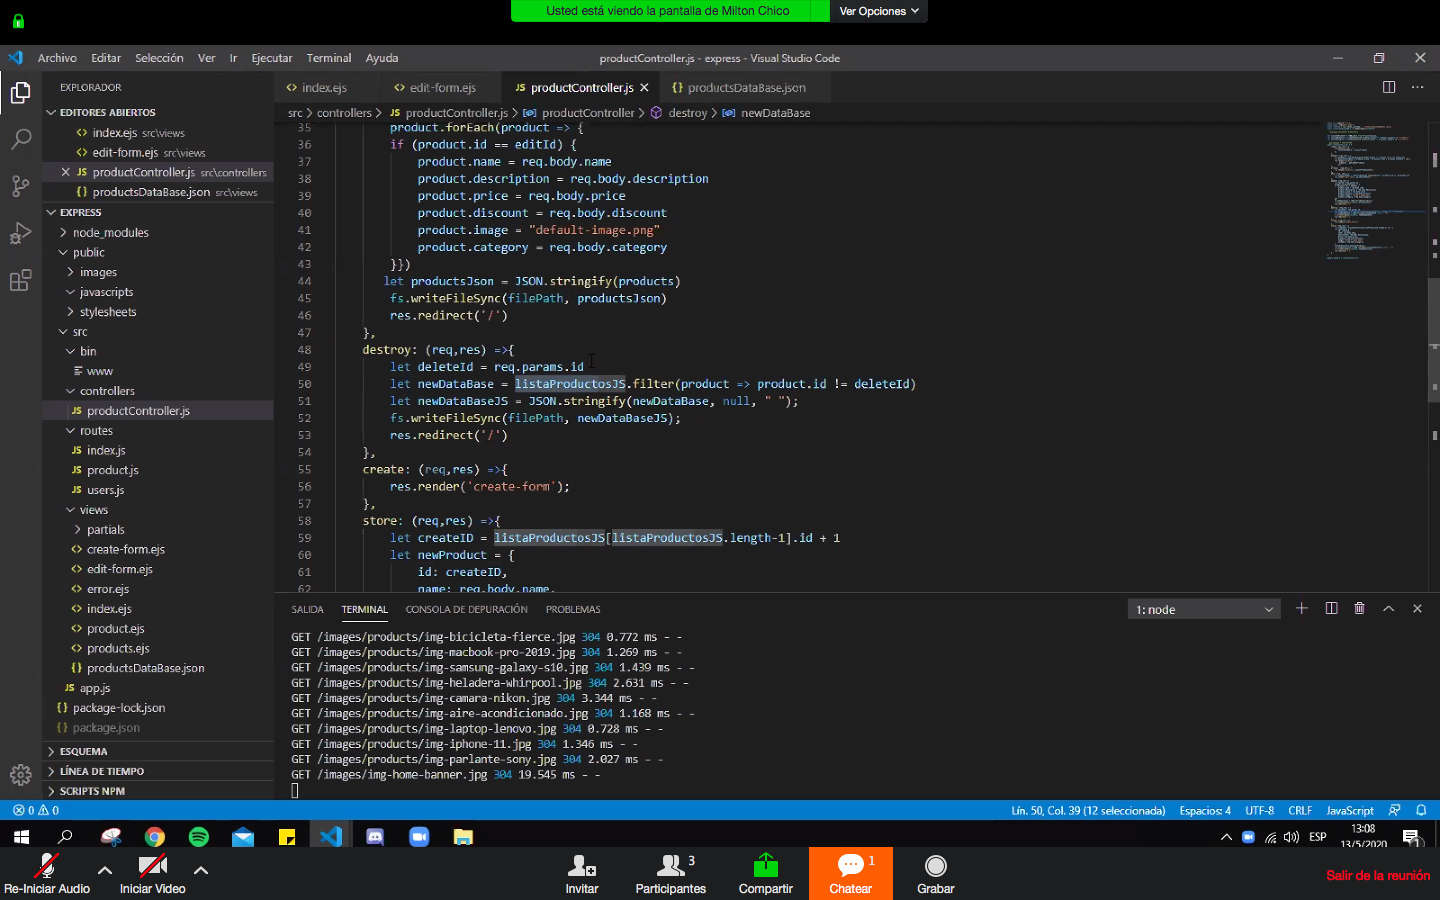 Usted está viendo la pantalla de Milton Chico
Ver Opciones
Archivo Editar Selección Ver Ir Ejecutar Terminal Ayuda
productController.js - express - Visual Studio Code
EXPLORADOR
index.ejs
edit-form.ejs
productController.js
productsDataBase.json
EDITORES ABIERTOS
index.ejs src\views
edit-form.ejs src\views
productController.js src\controllers
productsDataBase.json src\views
EXPRESS
node_modules
public
images
javascripts
stylesheets
src
bin
www
controllers
productController.js
routes
index.js
product.js
users.js
views
partials
create-form.ejs
edit-form.ejs
error.ejs
index.ejs
product.ejs
products.ejs
productsDataBase.json
app.js
package-lock.json
package.json
ESQUEMA
LÍNEA DE TIEMPO
SCRIPTS NPM
src > controllers > productController.js > productController > destroy > newDataBase
35 product.forEach(product => {
36 if (product.id == editId) {
37 product.name = req.body.name
38 product.description = req.body.description
39 product.price = req.body.price
40 product.discount = req.body.discount
41 product.image = "default-image.png"
42 product.category = req.body.category
43 }})
44 let productsJson = JSON.stringify(products)
45 fs.writeFileSync(filePath, productsJson)
46 res.redirect('/')
47 },
48 destroy: (req,res) =>{
49 let deleteId = req.params.id
50 let newDataBase = listaProductosJS.filter(product => product.id != deleteId)
51 let newDataBaseJS = JSON.stringify(newDataBase, null, " ");
52 fs.writeFileSync(filePath, newDataBaseJS);
53 res.redirect('/')
54 },
55 create: (req,res) =>{
56 res.render('create-form');
57 },
58 store: (req,res) =>{
59 let createID = listaProductosJS[listaProductosJS.length-1].id + 1
60 let newProduct = {
61 id: createID,
62 name: req.body.name,
SALIDA TERMINAL CONSOLA DE DEPURACIÓN PROBLEMAS
1: node
GET /images/products/img-bicicleta-fierce.jpg 304 0.772 ms - -
GET /images/products/img-macbook-pro-2019.jpg 304 1.269 ms - -
GET /images/products/img-samsung-galaxy-s10.jpg 304 1.439 ms - -
GET /images/products/img-heladera-whirpool.jpg 304 2.631 ms - -
GET /images/products/img-camara-nikon.jpg 304 3.344 ms - -
GET /images/products/img-aire-acondicionado.jpg 304 1.168 ms - -
GET /images/products/img-laptop-lenovo.jpg 304 0.728 ms - -
GET /images/products/img-iphone-11.jpg 304 1.346 ms - -
GET /images/products/img-parlante-sony.jpg 304 2.027 ms - -
GET /images/img-home-banner.jpg 304 19.545 ms - -
0 0
Lín. 50, Col. 39 (12 seleccionada) Espacios: 4 UTF-8 CRLF JavaScript
ESP
13:08
13/5/2020
Re-Iniciar Audio
Iniciar Video
Invitar
3
Participantes
Compartir
1
Chatear
Grabar
Salir de la reunión